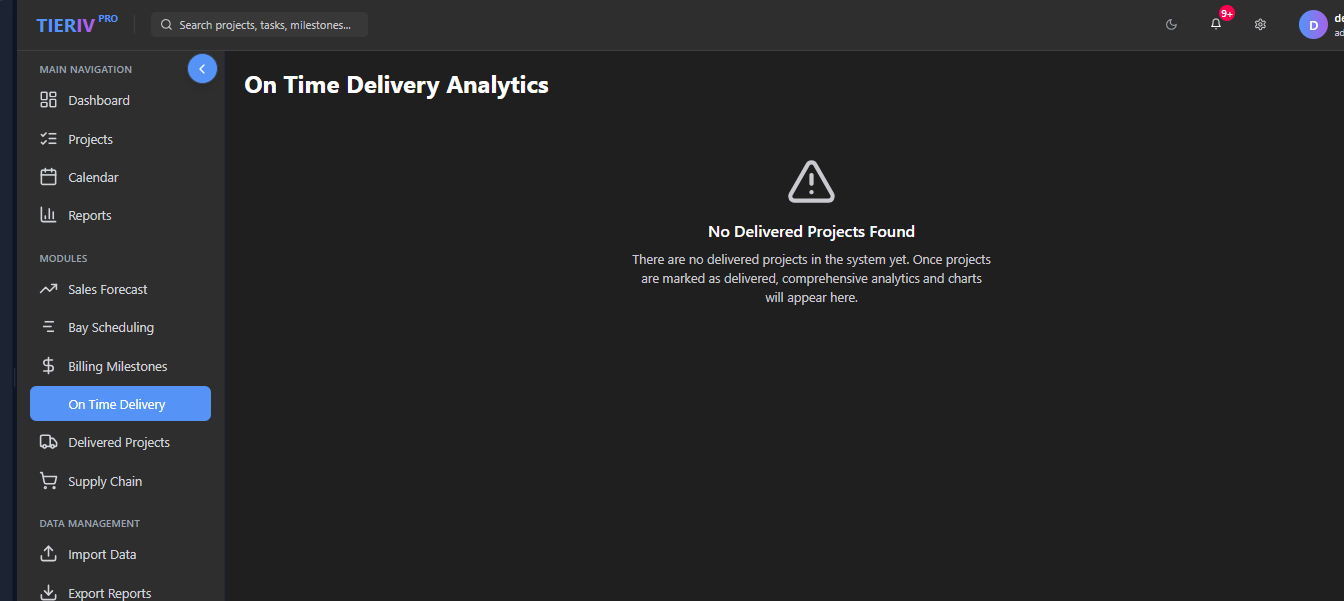 TIERIV PRO
Search projects, tasks, milestones...
9+
D
MAIN NAVIGATION
Dashboard
Projects
Calendar
Reports
MODULES
Sales Forecast
Bay Scheduling
Billing Milestones
On Time Delivery
Delivered Projects
Supply Chain
DATA MANAGEMENT
Import Data
Export Reports
On Time Delivery Analytics
No Delivered Projects Found
There are no delivered projects in the system yet. Once projects
are marked as delivered, comprehensive analytics and charts
will appear here.